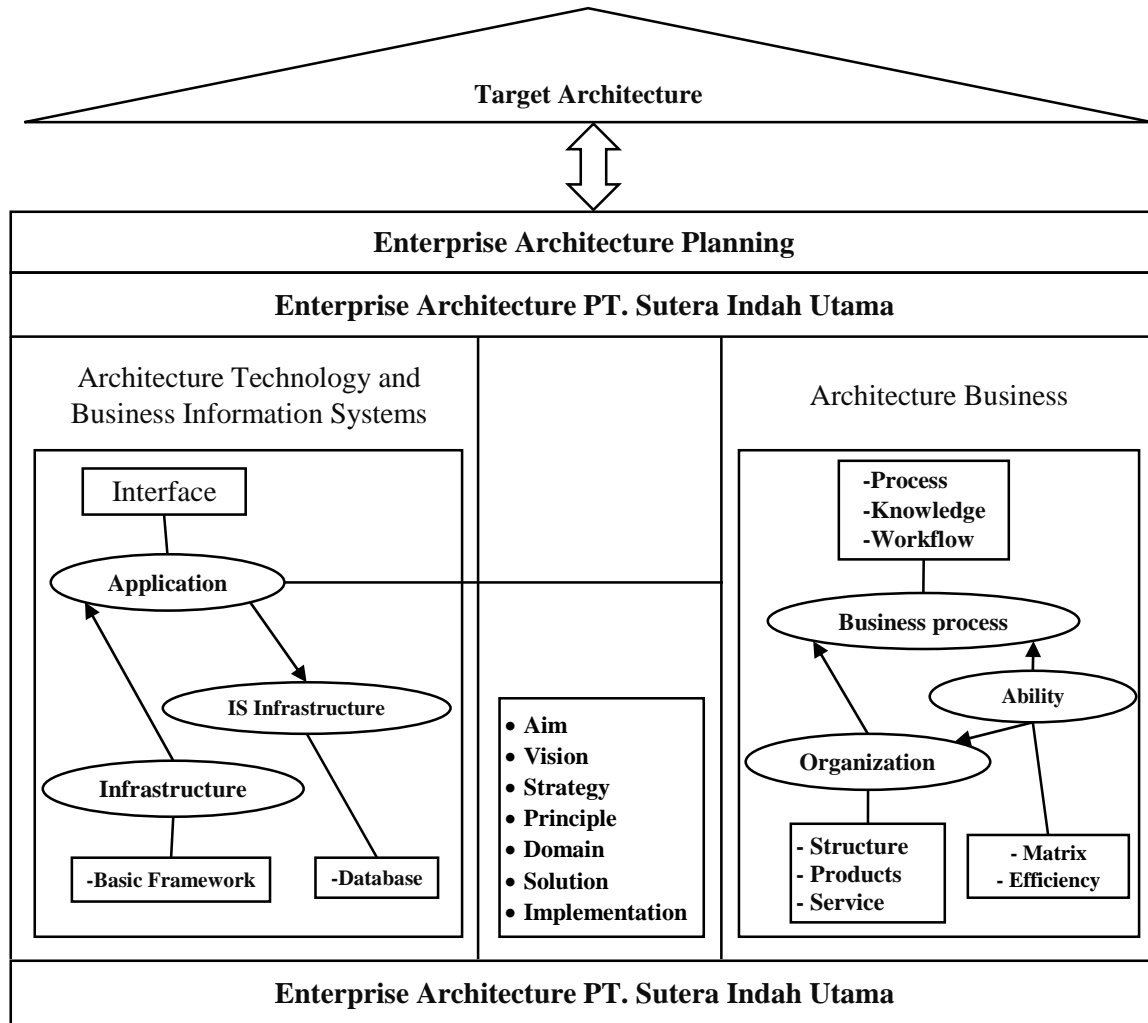 Target Architecture
Enterprise Architecture Planning
Enterprise Architecture PT. Sutera Indah Utama
Architecture Technology and
Business Information Systems
Interface
Application
IS Infrastructure
Infrastructure
-Basic Framework
-Database
• Aim
• Vision
• Strategy
• Principle
• Domain
• Solution
• Implementation
Architecture Business
-Process
-Knowledge
-Workflow
Business process
Ability
Organization
- Structure
- Products
- Service
- Matrix
- Efficiency
Enterprise Architecture PT. Sutera Indah Utama